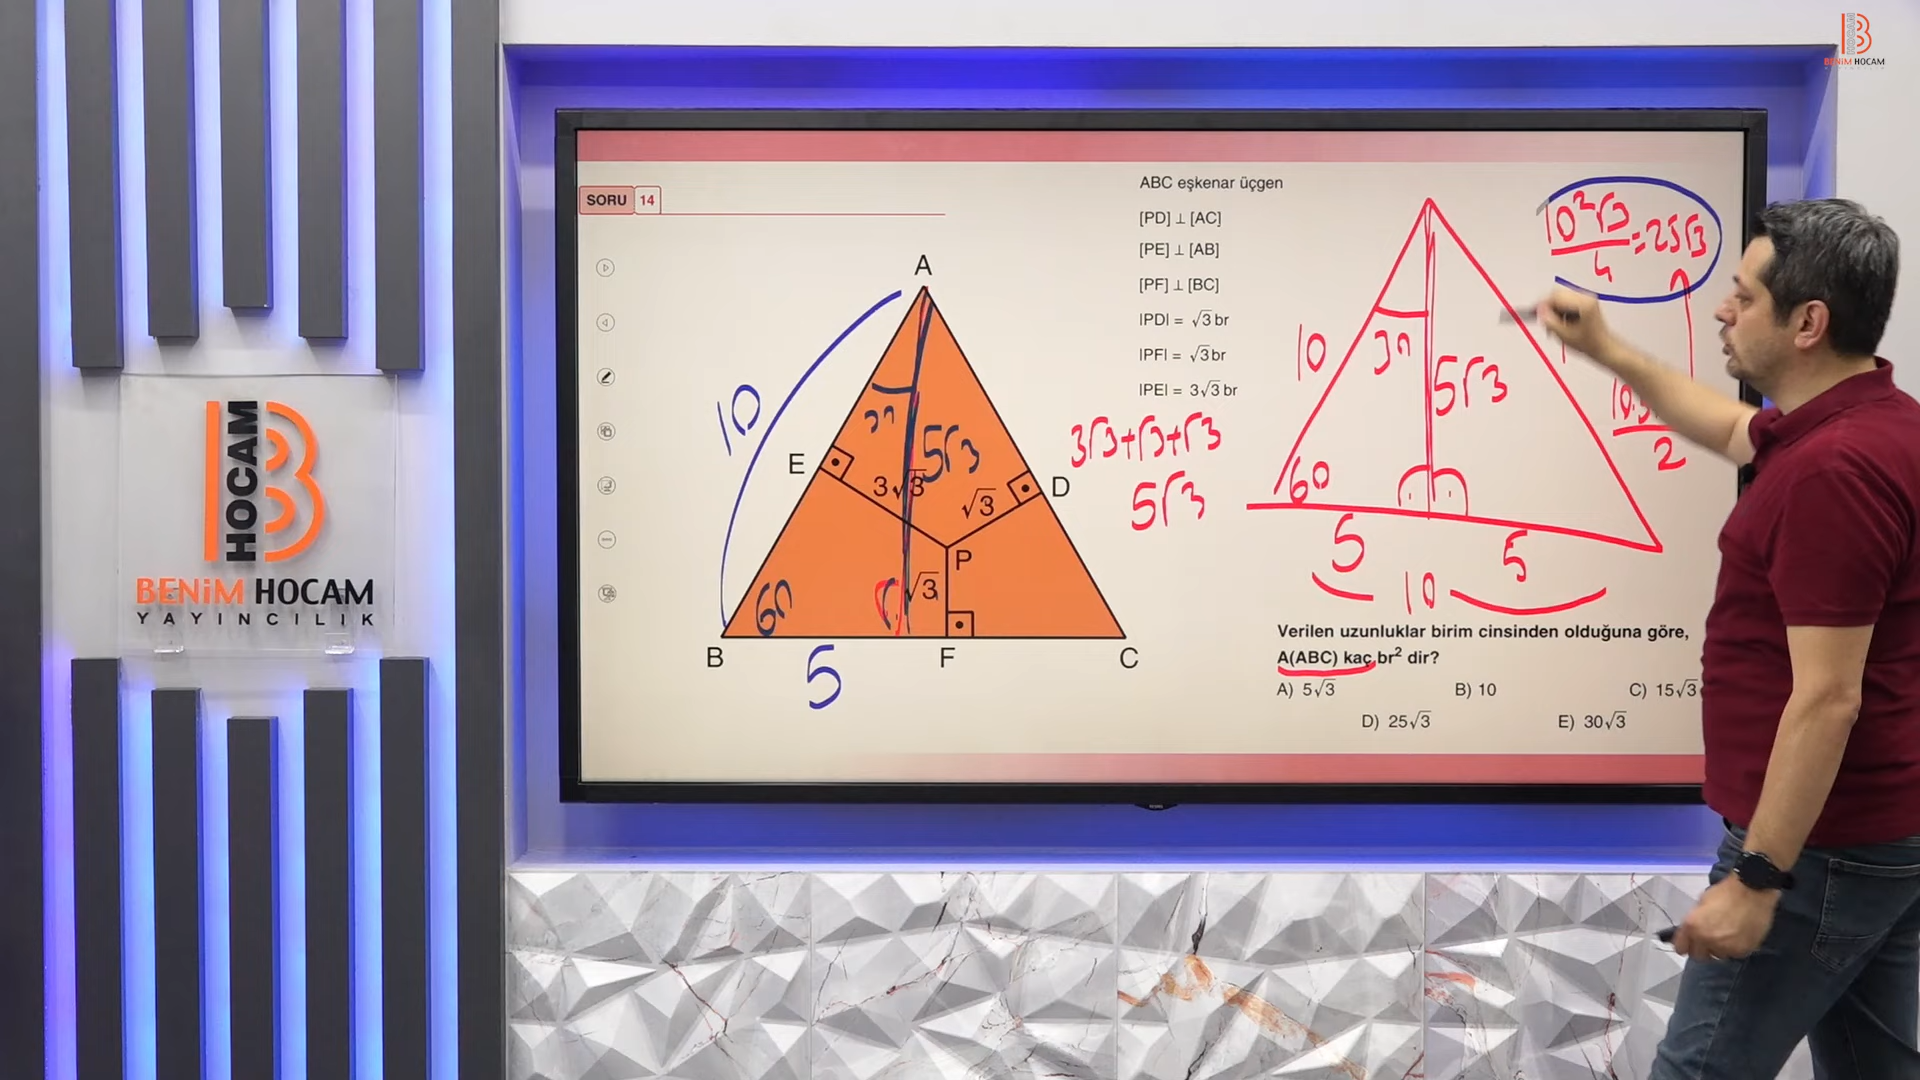 BENİM HOCAM
HOCAM
BENİM HOCAM
YAYINCILIK
SORU 14
ABC eşkenar üçgen
[PD] ⊥ [AC]
[PE] ⊥ [AB]
[PF] ⊥ [BC]
|PD| = √3 br
|PF| = √3 br
|PE| = 3√3 br
3√3+√3+√3
5√3
A
10
30
5√3
E
3√3
√3
D
P
60
√3
B
5
F
C
10²√3
4
=25√3
10
30
5√3
60
2
5
5
10
Verilen uzunluklar birim cinsinden olduğuna göre,
A(ABC) kaç br² dir?
A) 5√3 B) 10 C) 15√3
D) 25√3 E) 30√3